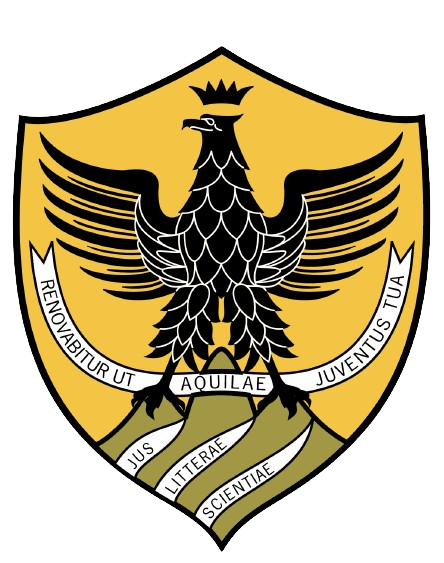 RENOVABITUR UT AQUILAE JUVENTUS TUA
JUS
LITTERAE
SCIENTIAE